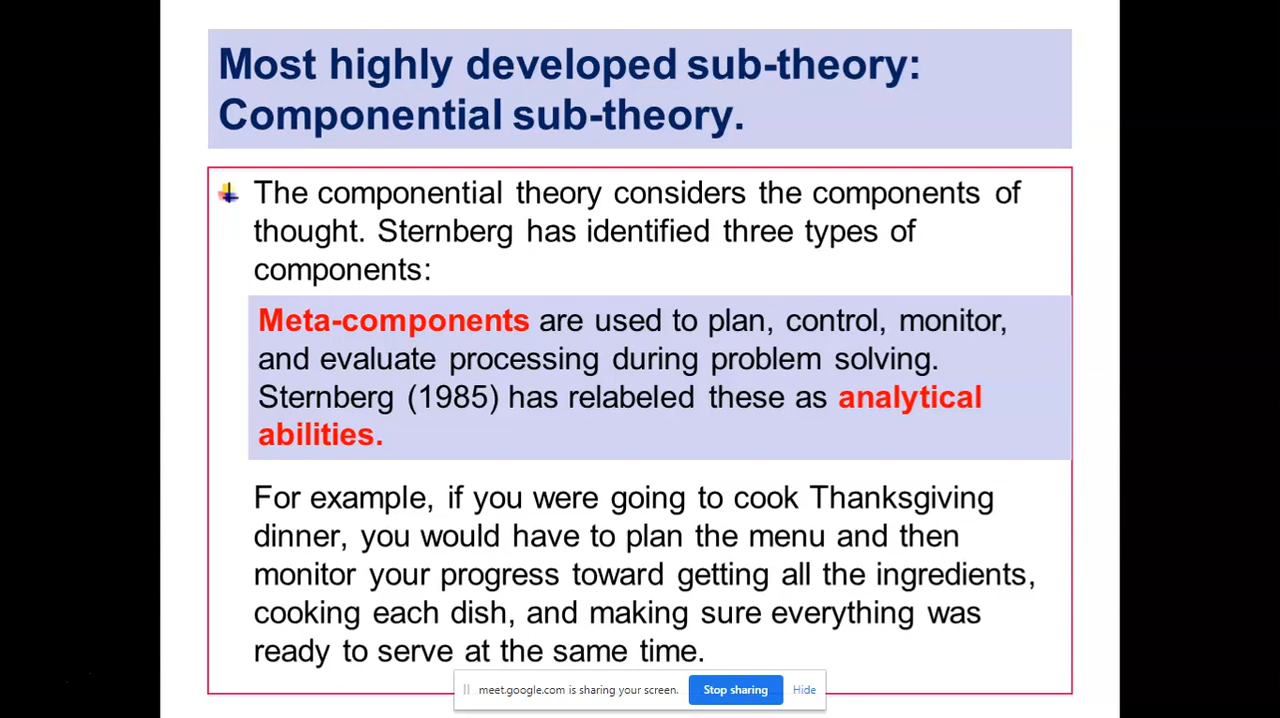 Most highly developed sub-theory:
Componential sub-theory.
The componential theory considers the components of
thought. Sternberg has identified three types of
components:
Meta-components are used to plan, control, monitor,
and evaluate processing during problem solving.
Sternberg (1985) has relabeled these as analytical
abilities.
For example, if you were going to cook Thanksgiving
dinner, you would have to plan the menu and then
monitor your progress toward getting all the ingredients,
cooking each dish, and making sure everything was
ready to serve at the same time.
meet.google.com is sharing your screen. Stop sharing Hide